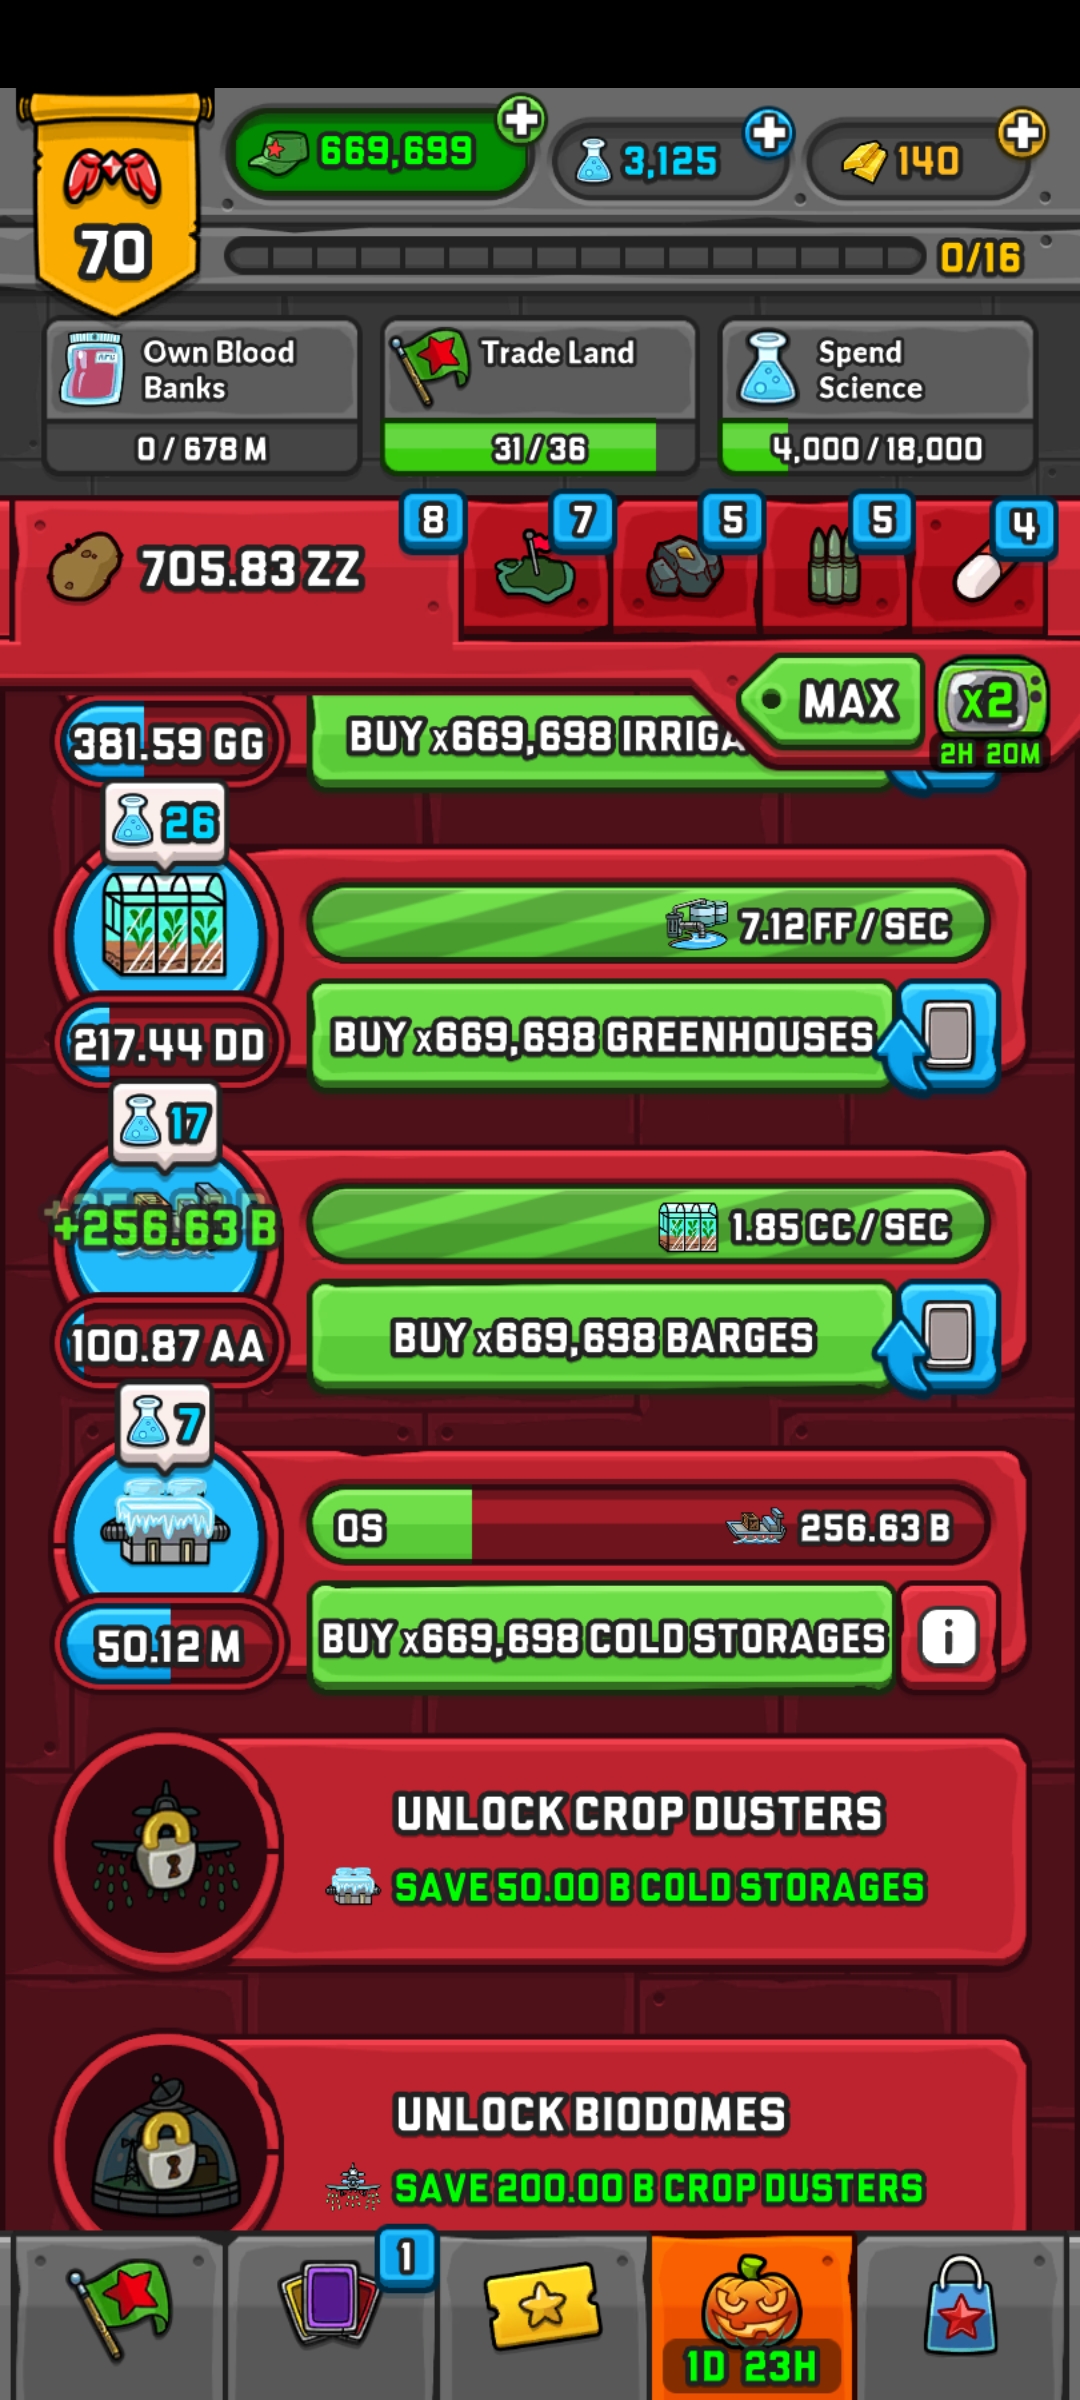 669,699
3,125
140
70
0/16
Own Blood
Banks
0 / 678 M
Trade Land
31 / 36
Spend
Science
4,000 / 18,000
705.83 ZZ
8
7
5
5
4
MAX
x2
2H 20M
381.59 GG
BUY x669,698 IRRIGA
26
7.12 FF / SEC
217.44 DD
BUY x669,698 GREENHOUSES
17
+256.63 B
1.85 CC / SEC
100.87 AA
BUY x669,698 BARGES
7
0S
256.63 B
50.12 M
BUY x669,698 COLD STORAGES
i
UNLOCK CROP DUSTERS
SAVE 50.00 B COLD STORAGES
UNLOCK BIODOMES
SAVE 200.00 B CROP DUSTERS
1
1D 23H